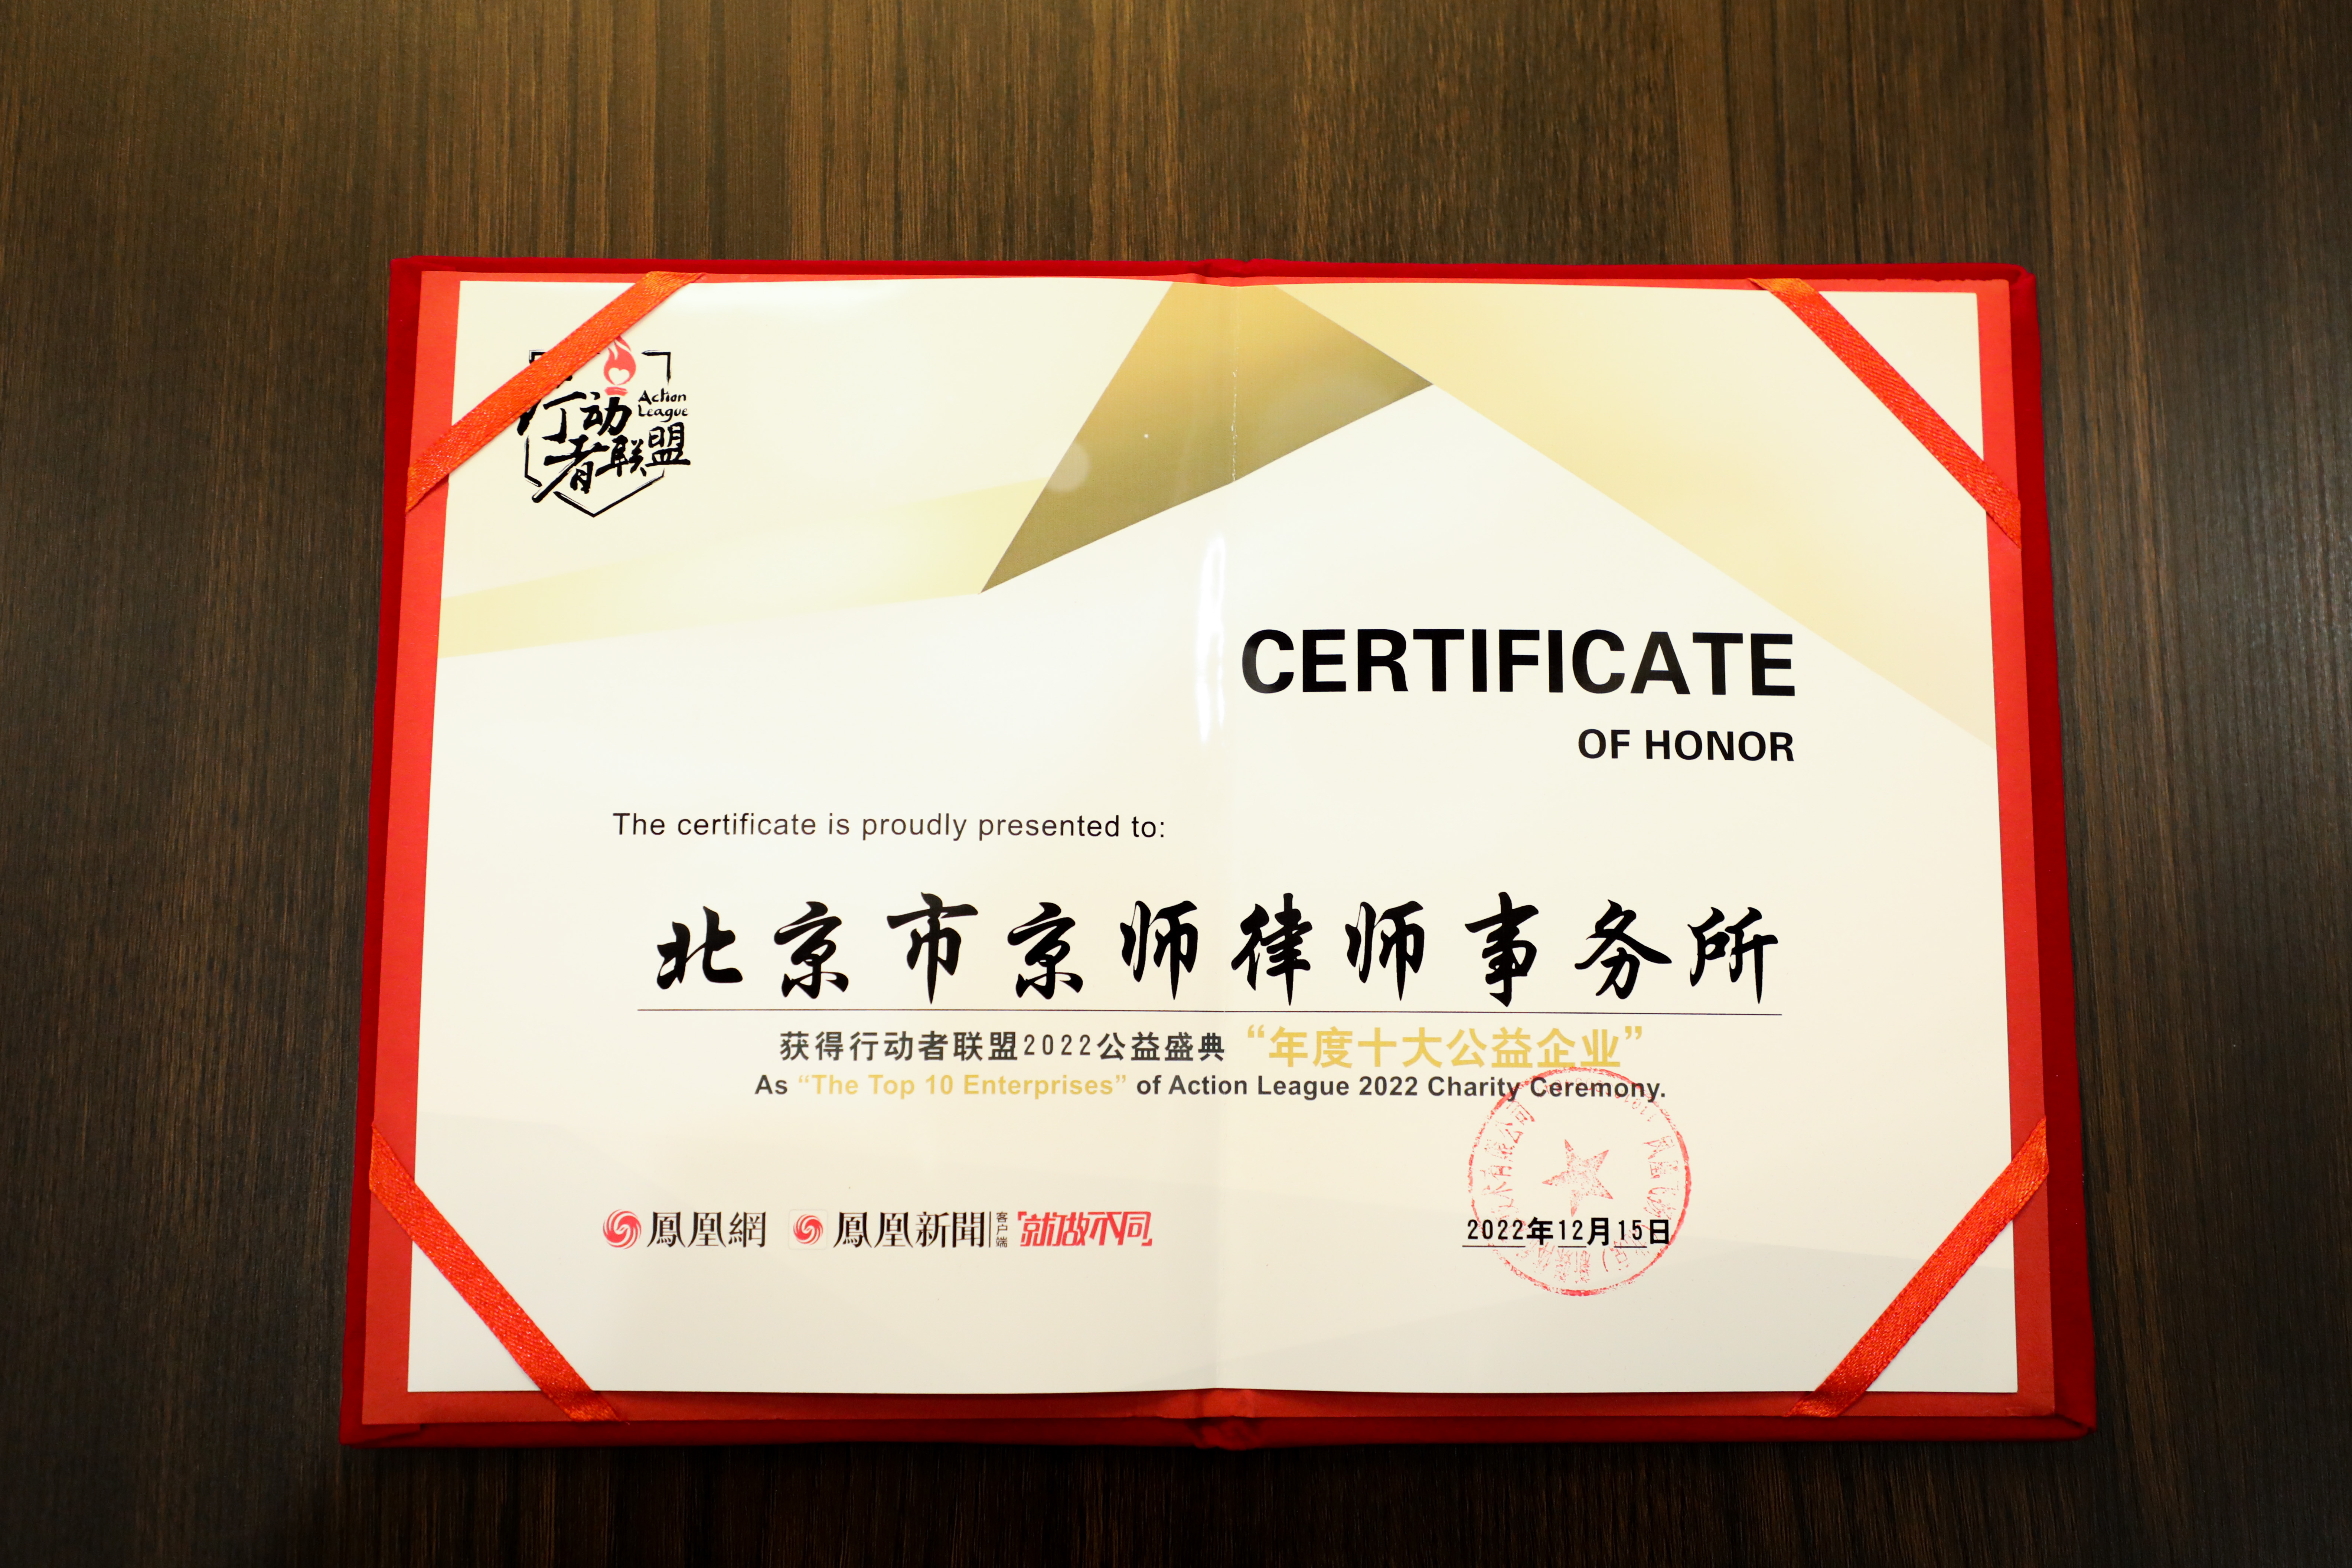 行动者联盟
Action
League
CERTIFICATE
OF HONOR
The certificate is proudly presented to:
北京市京师律师事务所
获得行动者联盟2022公益盛典“年度十大公益企业”
As “The Top 10 Enterprises” of Action League 2022 Charity Ceremony.
鳳凰網 鳳凰新聞 客户端 「就做不同」
2022年12月15日